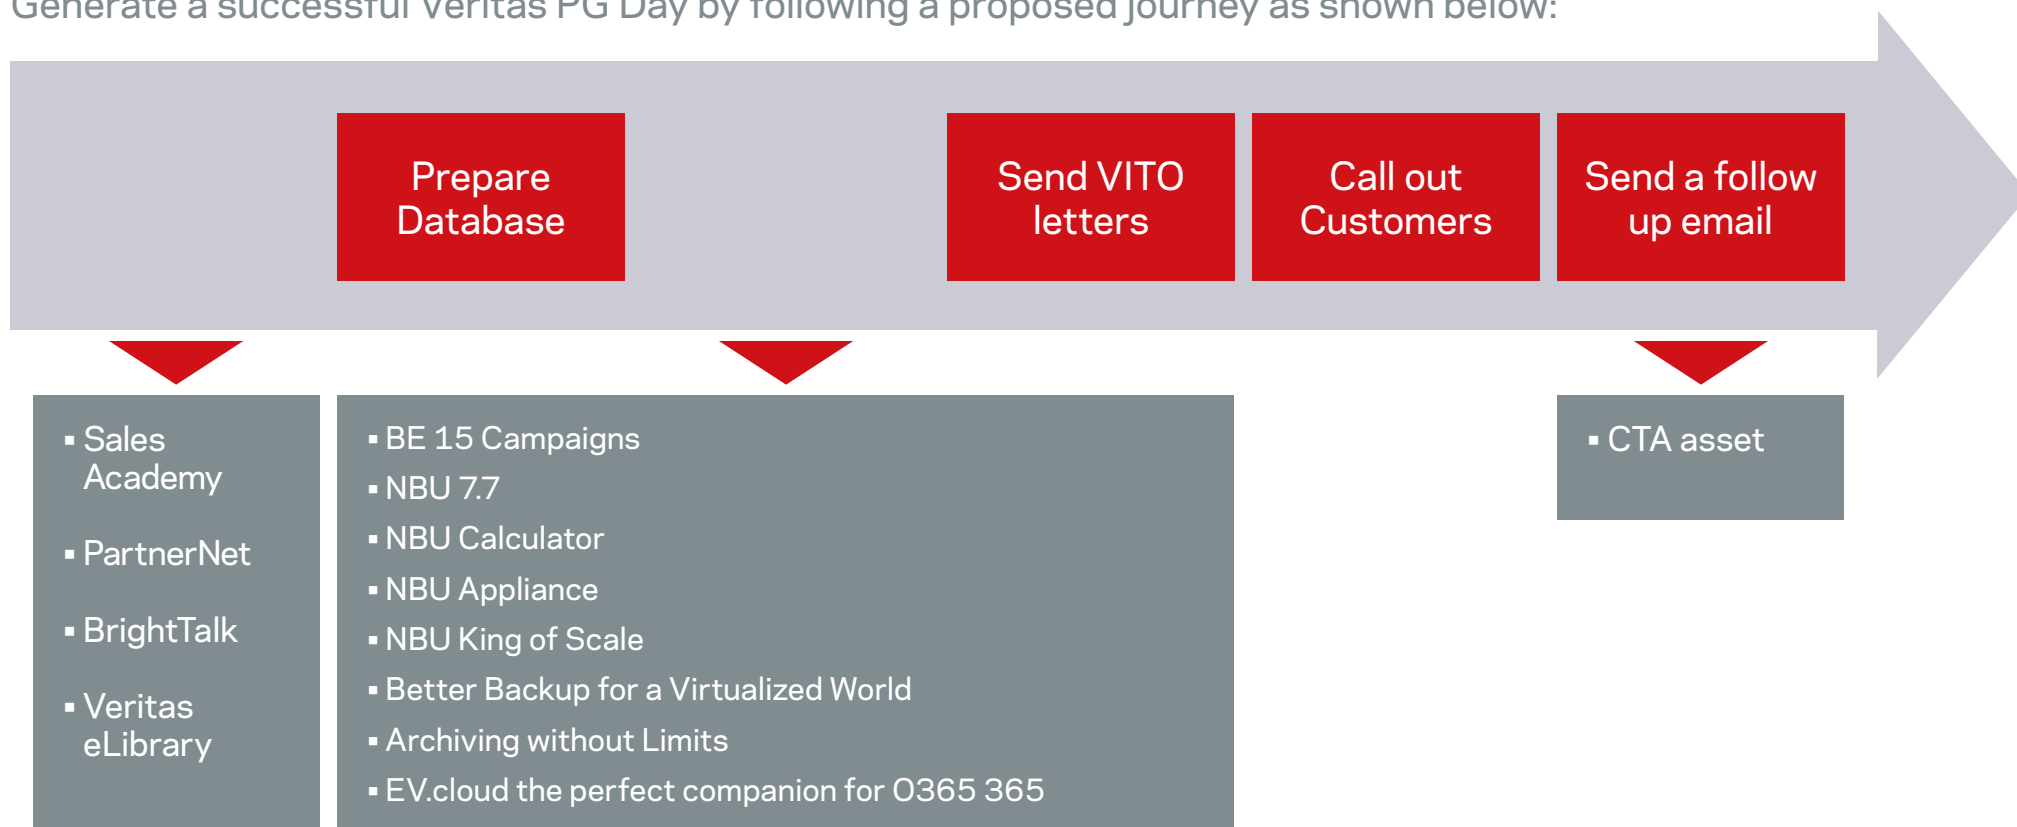 Generate a successful Veritas PG Day by following a proposed journey as shown below:
Prepare
Database
Send VITO
letters
Call out
Customers
Send a follow
up email
▪ Sales
Academy
▪ PartnerNet
▪ BrightTalk
▪ Veritas
eLibrary
▪ BE 15 Campaigns
▪ NBU 7.7
▪ NBU Calculator
▪ NBU Appliance
▪ NBU King of Scale
▪ Better Backup for a Virtualized World
▪ Archiving without Limits
▪ EV.cloud the perfect companion for O365 365
▪ CTA asset